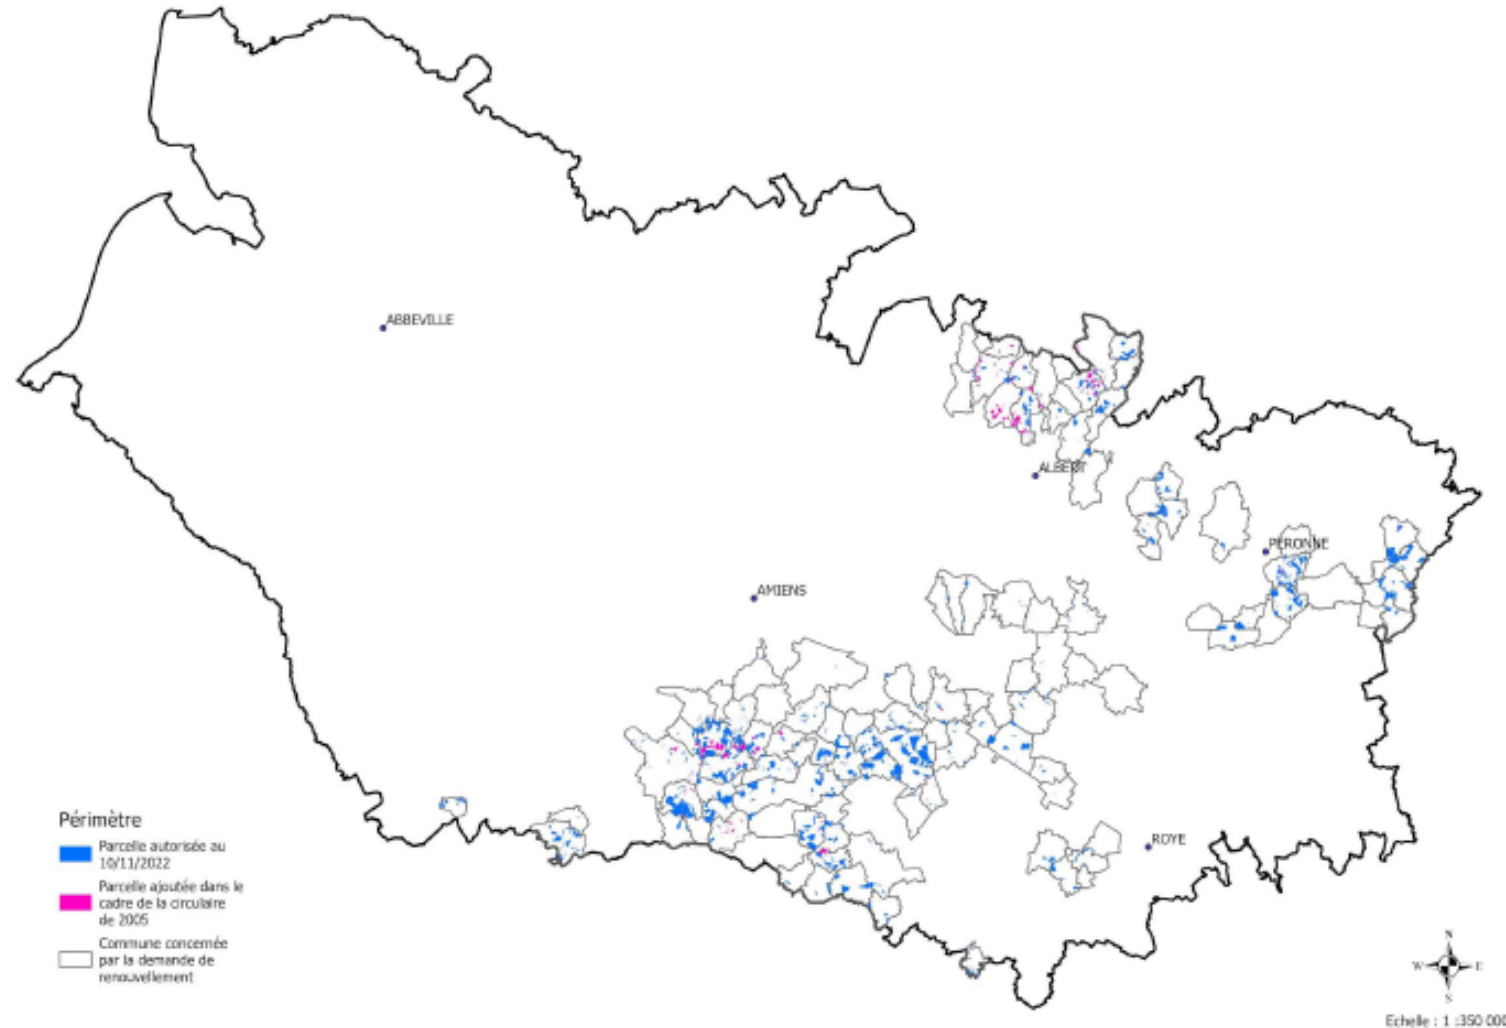 ABBEVILLE
ALBERT
PERONNE
AMIENS
ROYE
Périmètre
Parcelle autorisée au
10/11/2022
Parcelle ajoutée dans le
cadre de la circulaire
de 2005
Commune concernée
par la demande de
renouvellement
N
W
E
S
Echelle : 1 :350 000